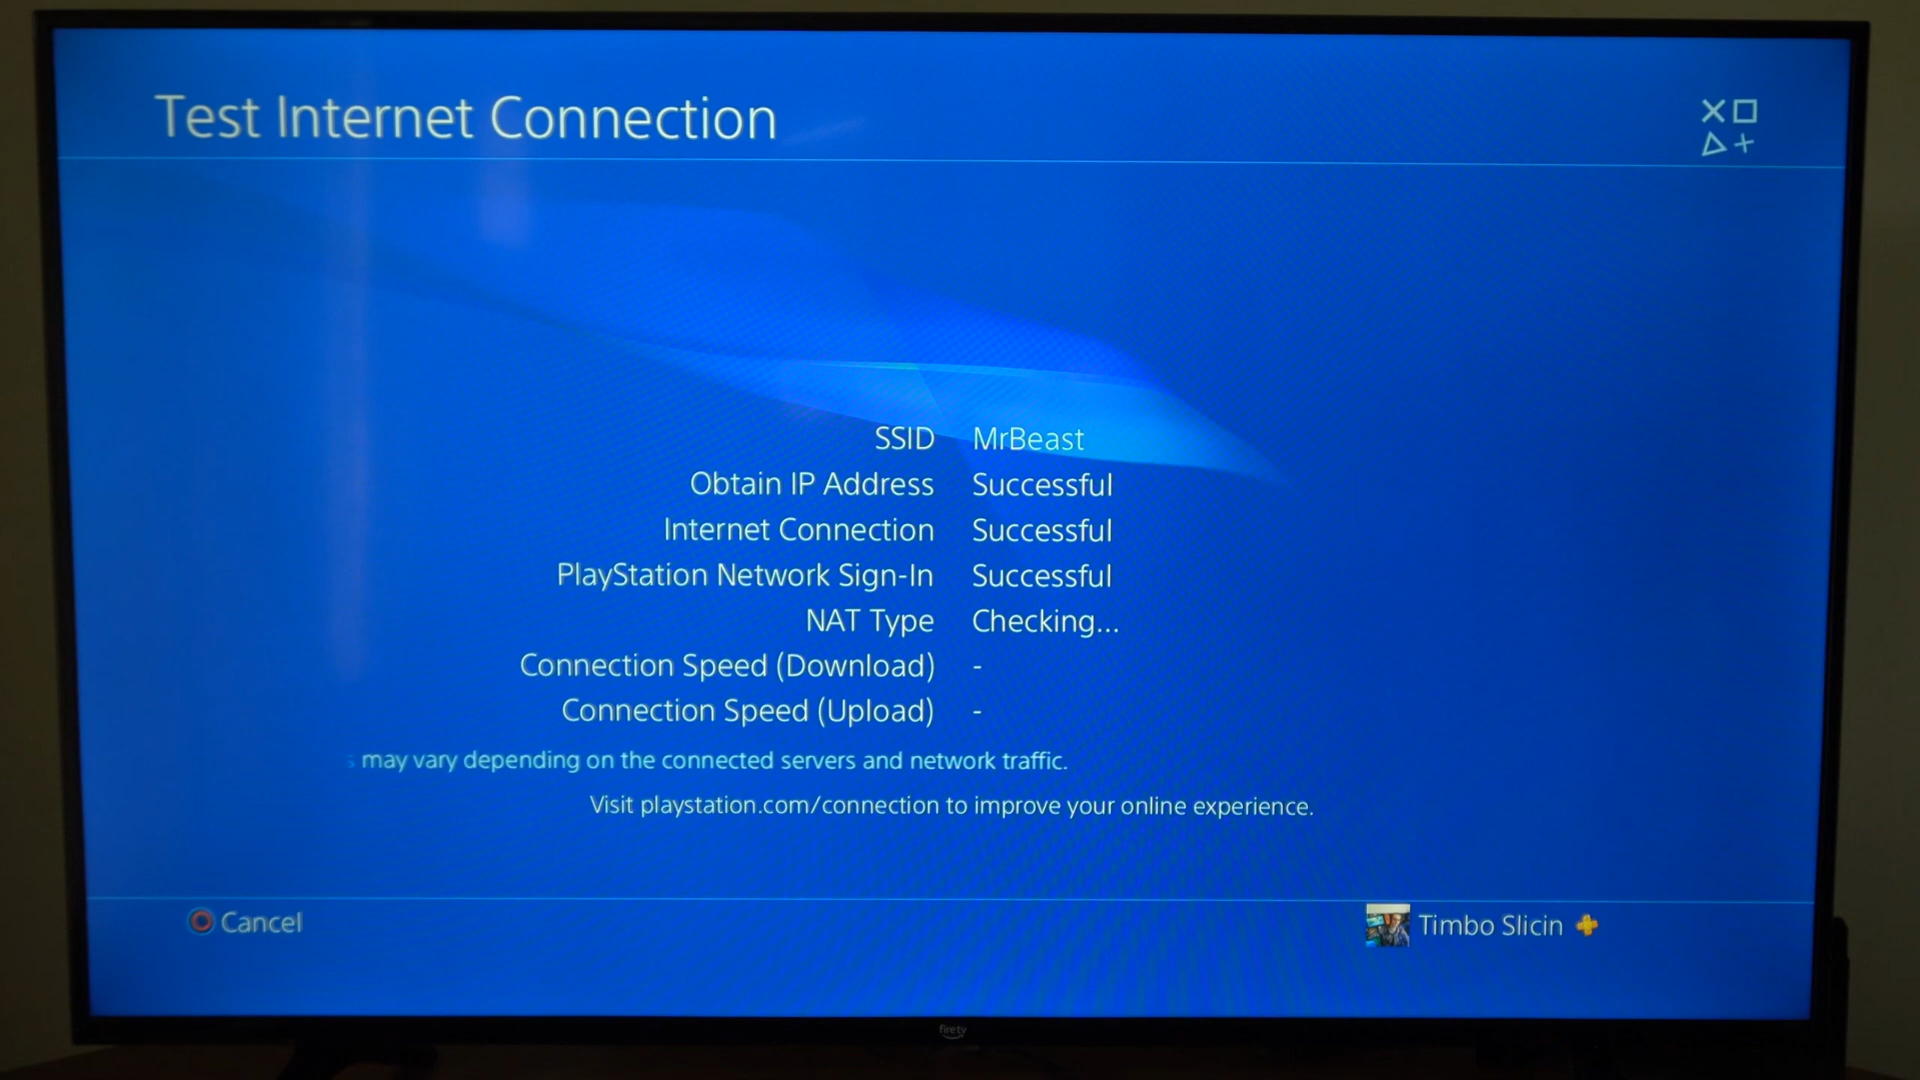 Test Internet Connection
SSID MrBeast
Obtain IP Address Successful
Internet Connection Successful
PlayStation Network Sign-In Successful
NAT Type Checking...
Connection Speed (Download) -
Connection Speed (Upload) -
s may vary depending on the connected servers and network traffic.
Visit playstation.com/connection to improve your online experience.
Cancel
Timbo Slicin
firetv